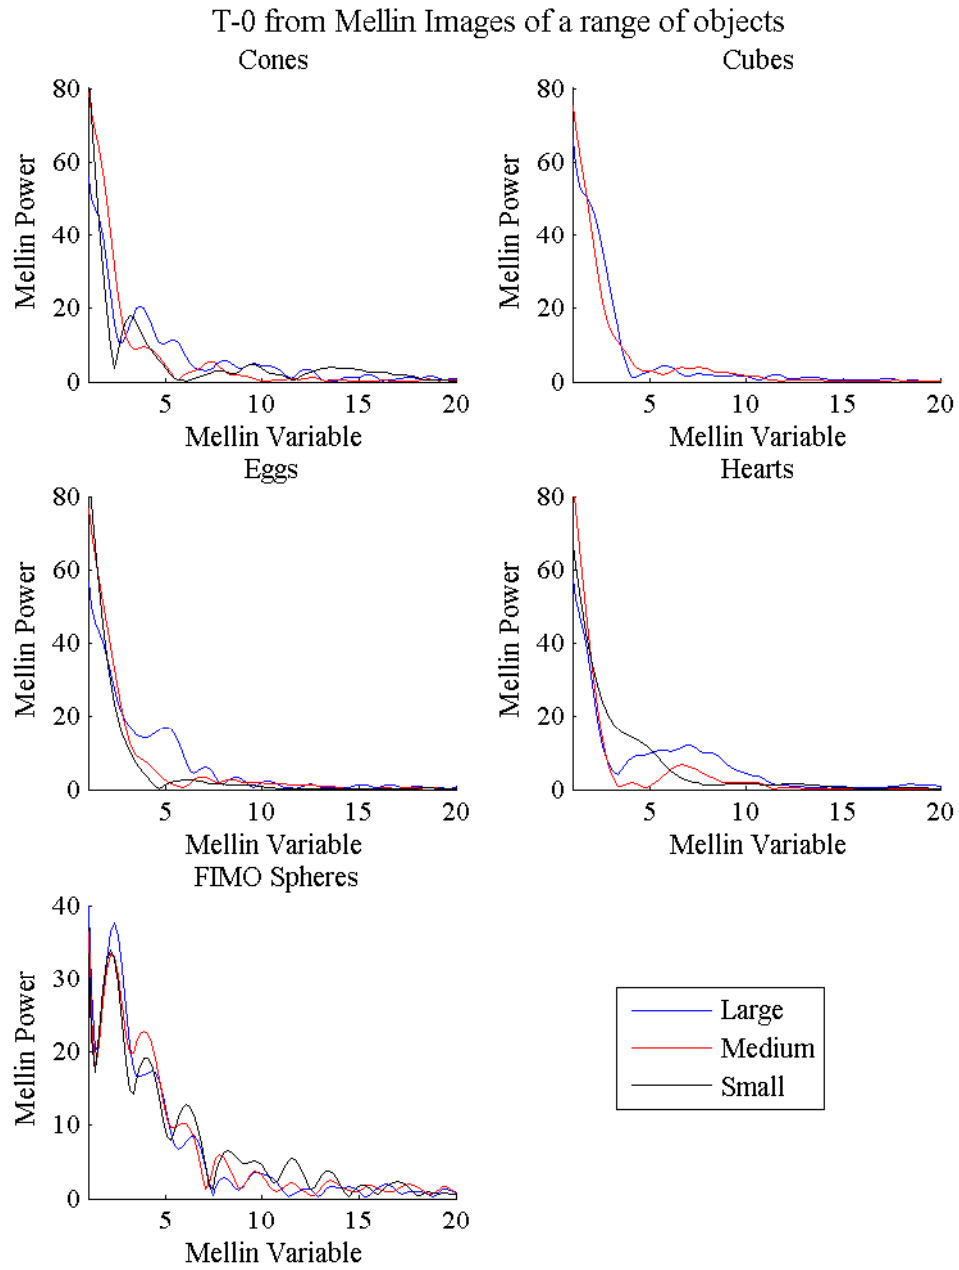 T-0 from Mellin Images of a range of objects
Cones
80
60
40
20
0
Mellin Power
5
10
15
20
Mellin Variable
Cubes
80
60
40
20
0
Mellin Power
5
10
15
20
Mellin Variable
Eggs
80
60
40
20
0
Mellin Power
5
10
15
20
Mellin Variable
Hearts
80
60
40
20
0
Mellin Power
5
10
15
20
Mellin Variable
FIMO Spheres
40
30
20
10
0
Mellin Power
5
10
15
20
Mellin Variable
Large
Medium
Small